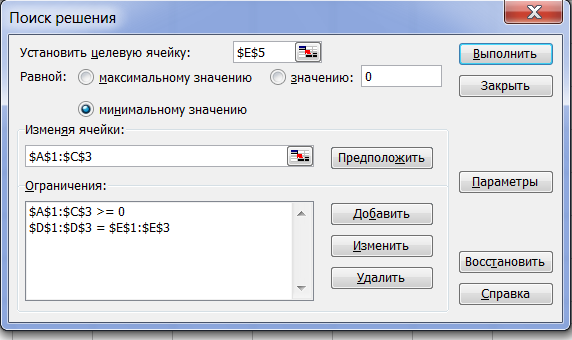 Поиск решения
Установить целевую ячейку: $E$5
Выполнить
Равной: максимальному значению значению: 0
Закрыть
минимальному значению
Изменяя ячейки:
$A$1:$C$3
Предположить
Ограничения:
Параметры
$A$1:$C$3 >= 0
$D$1:$D$3 = $E$1:$E$3
Добавить
Изменить
Удалить
Восстановить
Справка